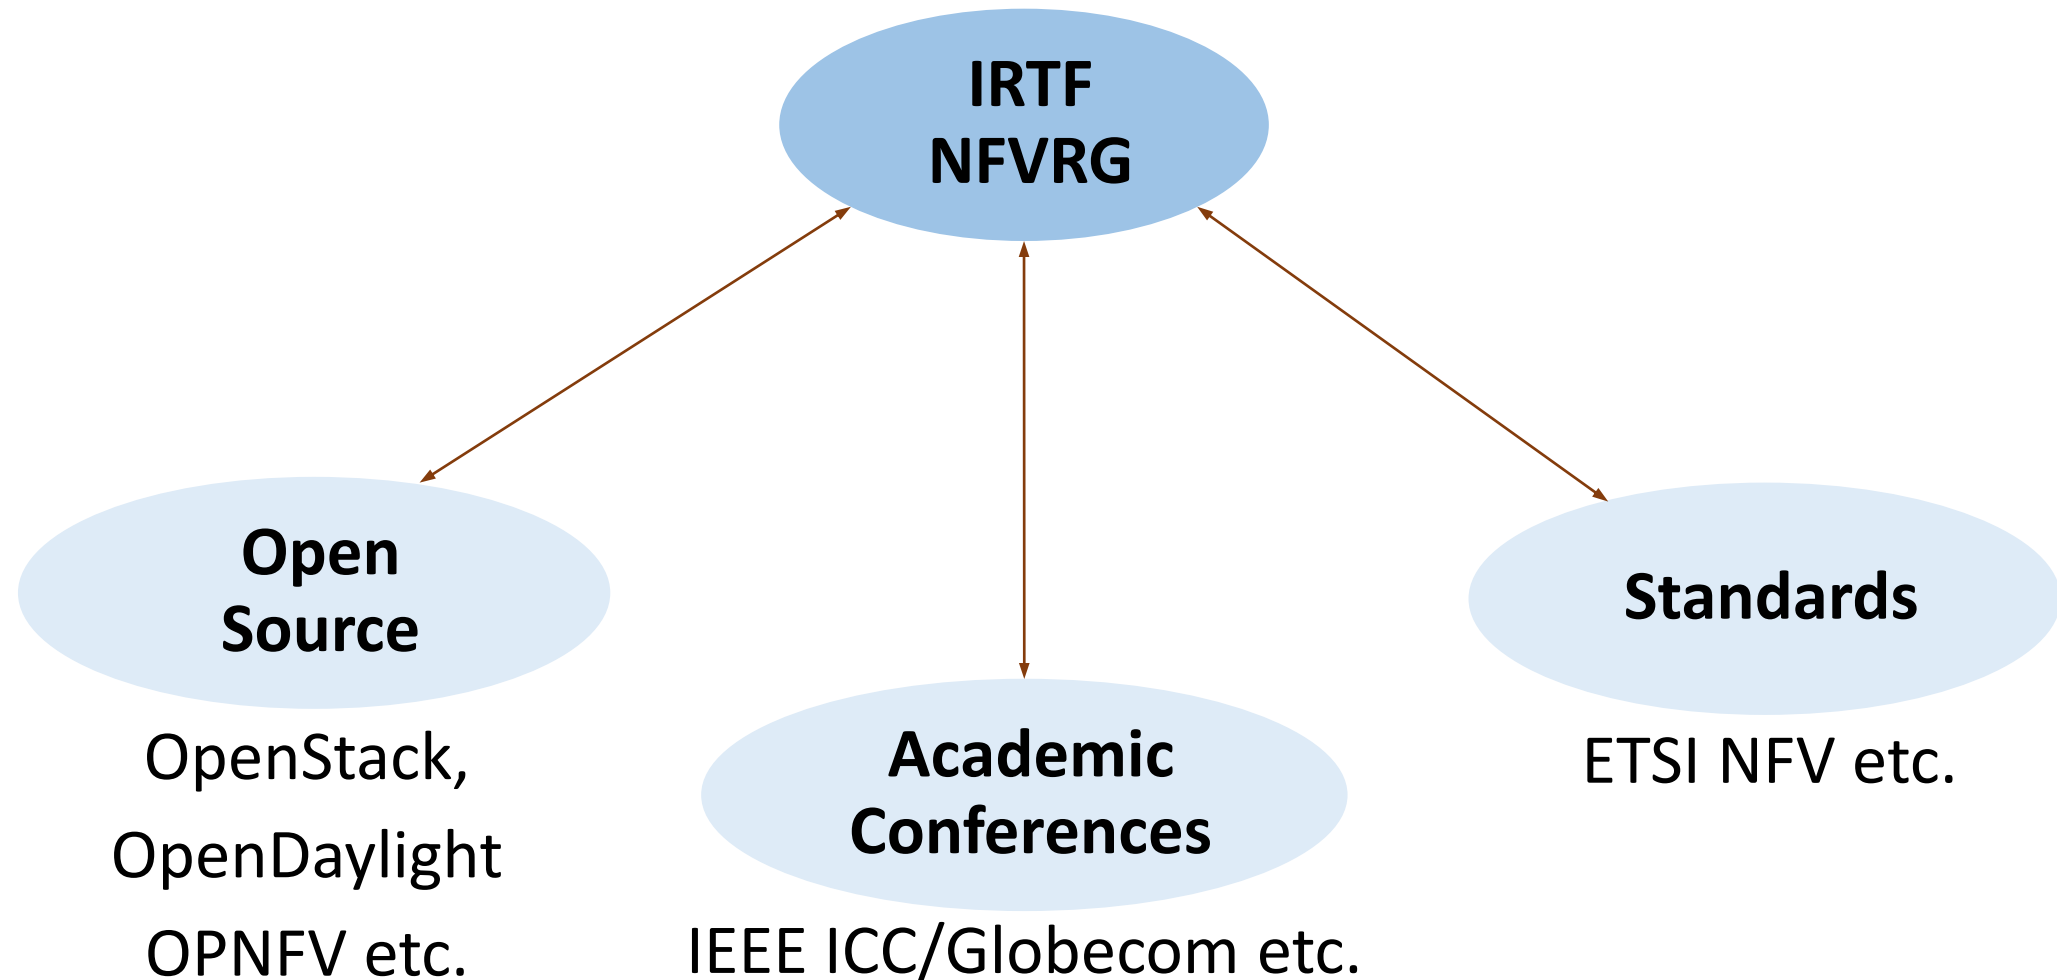 IRTF
NFVRG
Open
Source
OpenStack,
OpenDaylight
OPNFV etc.
Academic
Conferences
IEEE ICC/Globecom etc.
Standards
ETSI NFV etc.